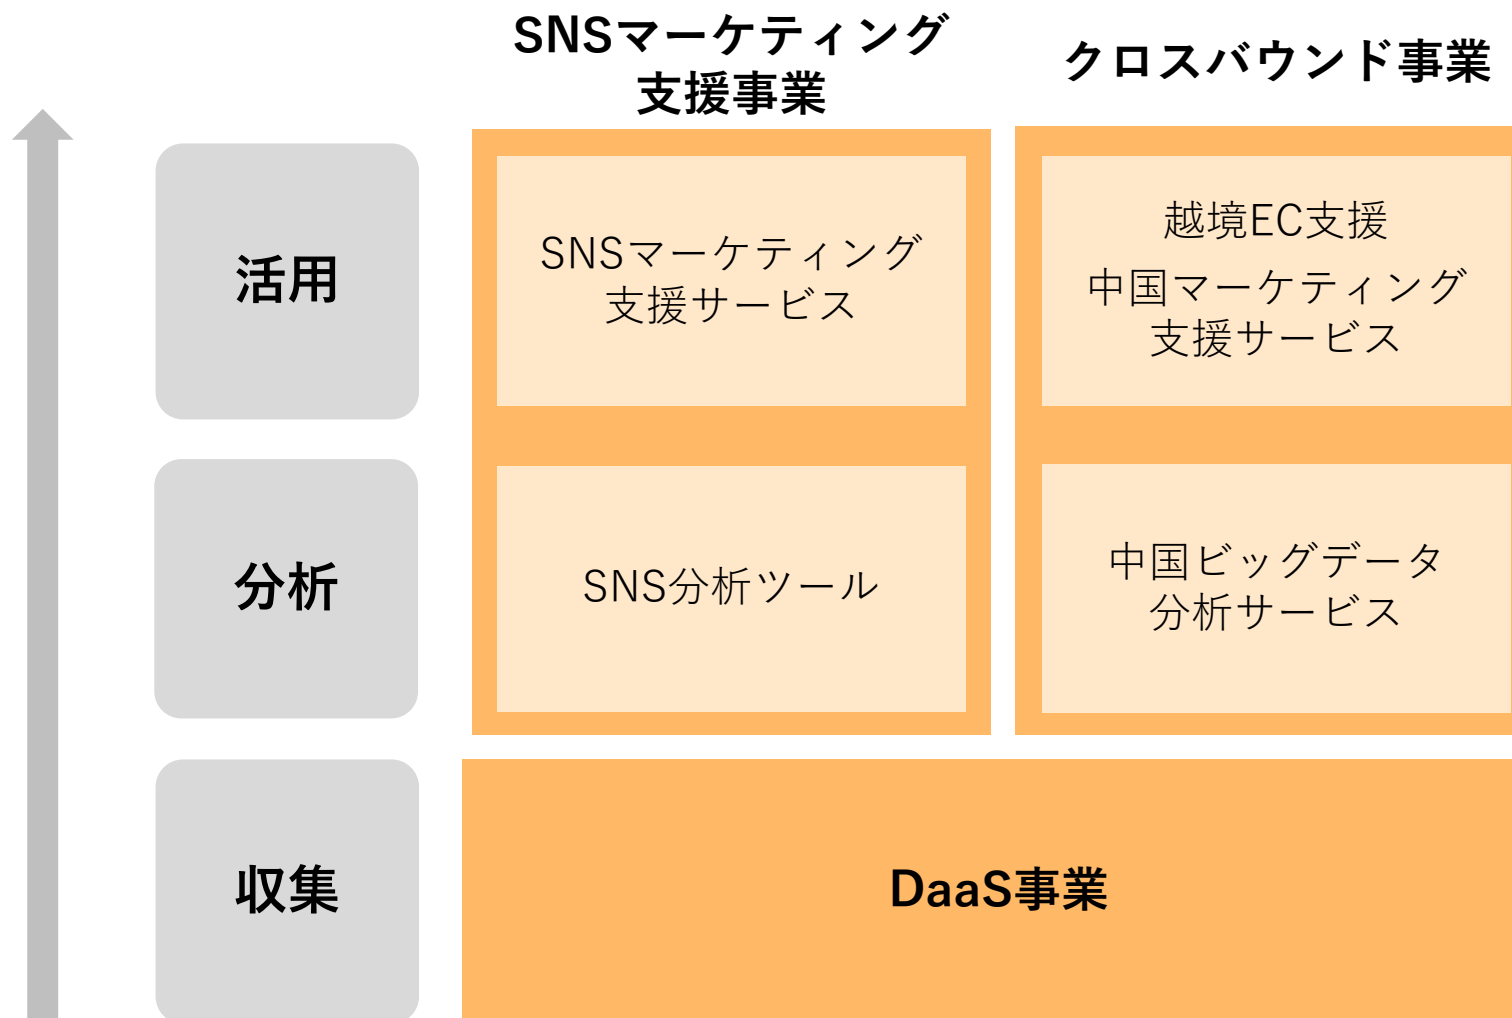 SNSマーケティング
支援事業
クロスバウンド事業
活用
SNSマーケティング
支援サービス
越境EC支援
中国マーケティング
支援サービス
分析
SNS分析ツール
中国ビッグデータ
分析サービス
収集
DaaS事業